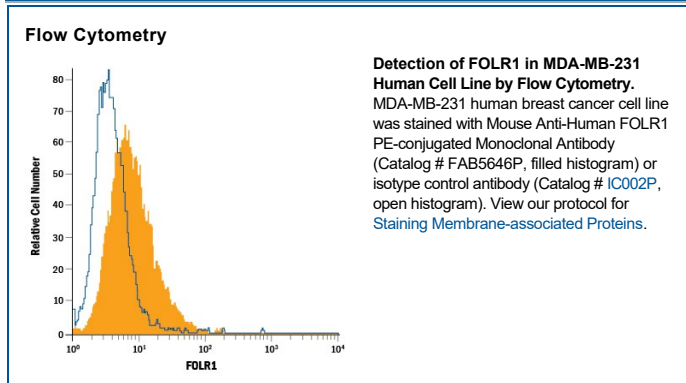 Flow Cytometry
Detection of FOLR1 in MDA-MB-231
Human Cell Line by Flow Cytometry.
MDA-MB-231 human breast cancer cell line
was stained with Mouse Anti-Human FOLR1
PE-conjugated Monoclonal Antibody
(Catalog # FAB5646P, filled histogram) or
isotype control antibody (Catalog # IC002P,
open histogram). View our protocol for
Staining Membrane-associated Proteins.
Relative Cell Number
80
70
60
50
40
30
20
10
0
10⁰ 10¹ 10² 10³ 10⁴
FOLR1